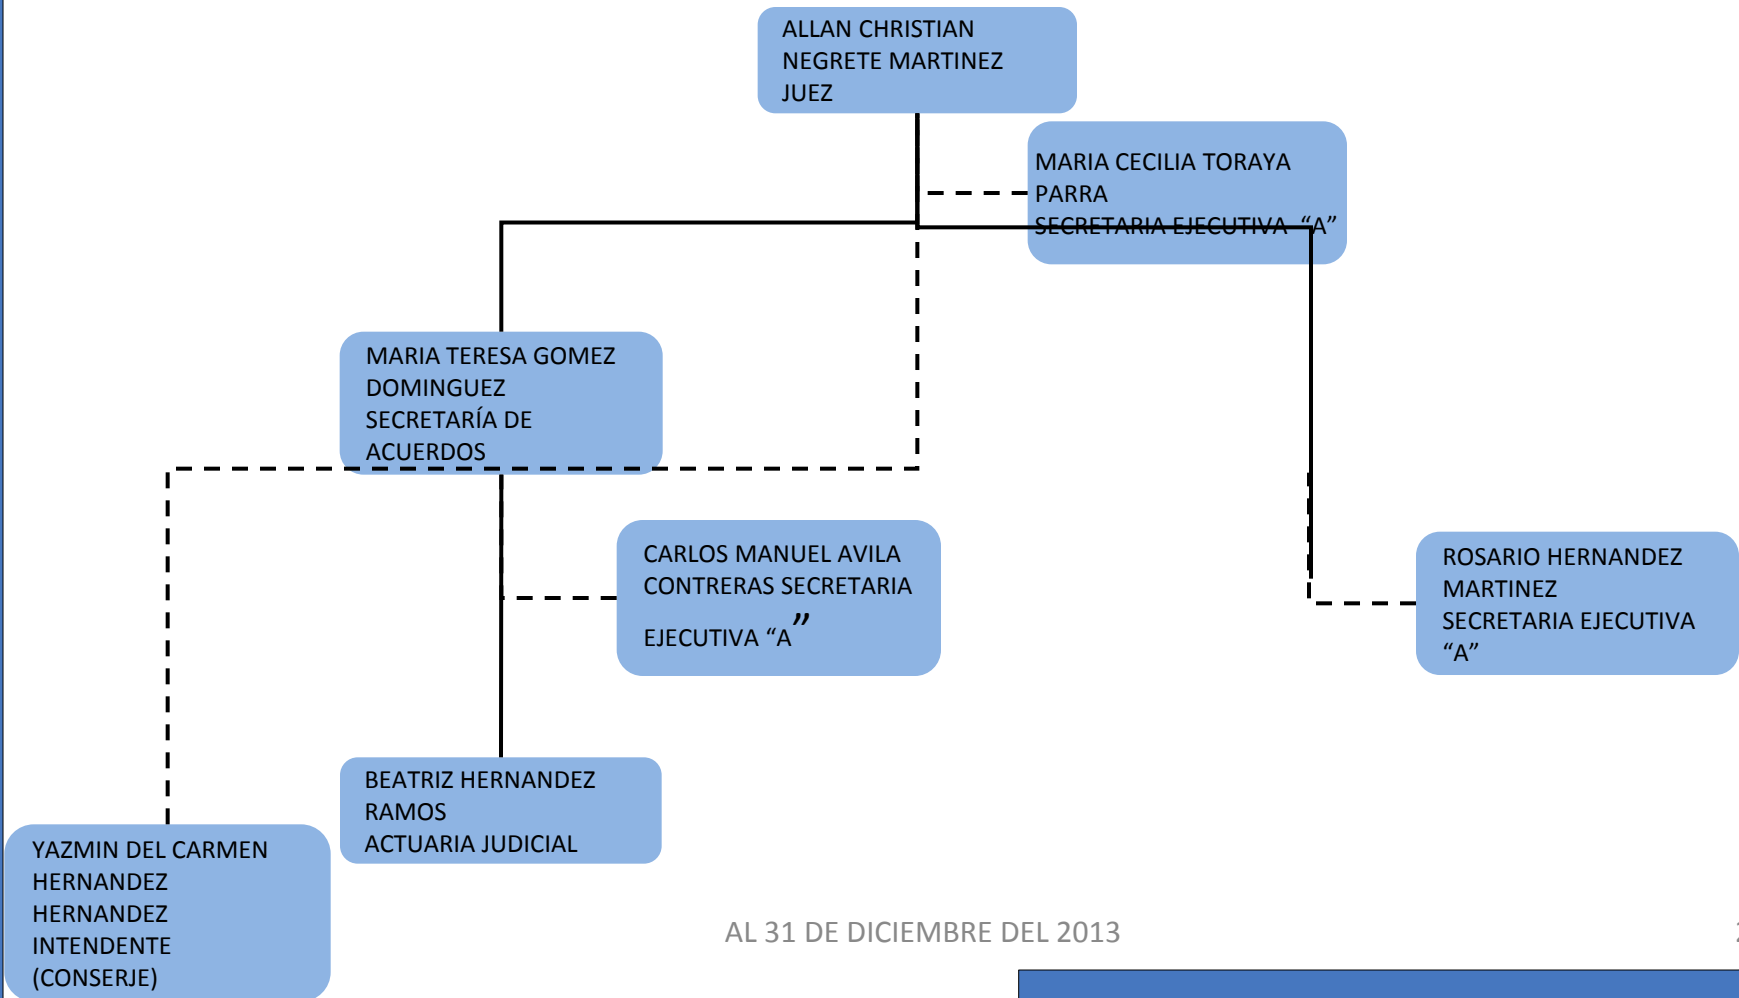 ALLAN CHRISTIAN
NEGRETE MARTINEZ
JUEZ
MARIA CECILIA TORAYA
PARRA
SECRETARIA EJECUTIVA “A”
MARIA TERESA GOMEZ
DOMINGUEZ
SECRETARÍA DE
ACUERDOS
CARLOS MANUEL AVILA
CONTRERAS SECRETARIA
EJECUTIVA “A”
ROSARIO HERNANDEZ
MARTINEZ
SECRETARIA EJECUTIVA
“A”
BEATRIZ HERNANDEZ
RAMOS
ACTUARIA JUDICIAL
YAZMIN DEL CARMEN
HERNANDEZ
HERNANDEZ
INTENDENTE
(CONSERJE)
AL 31 DE DICIEMBRE DEL 2013